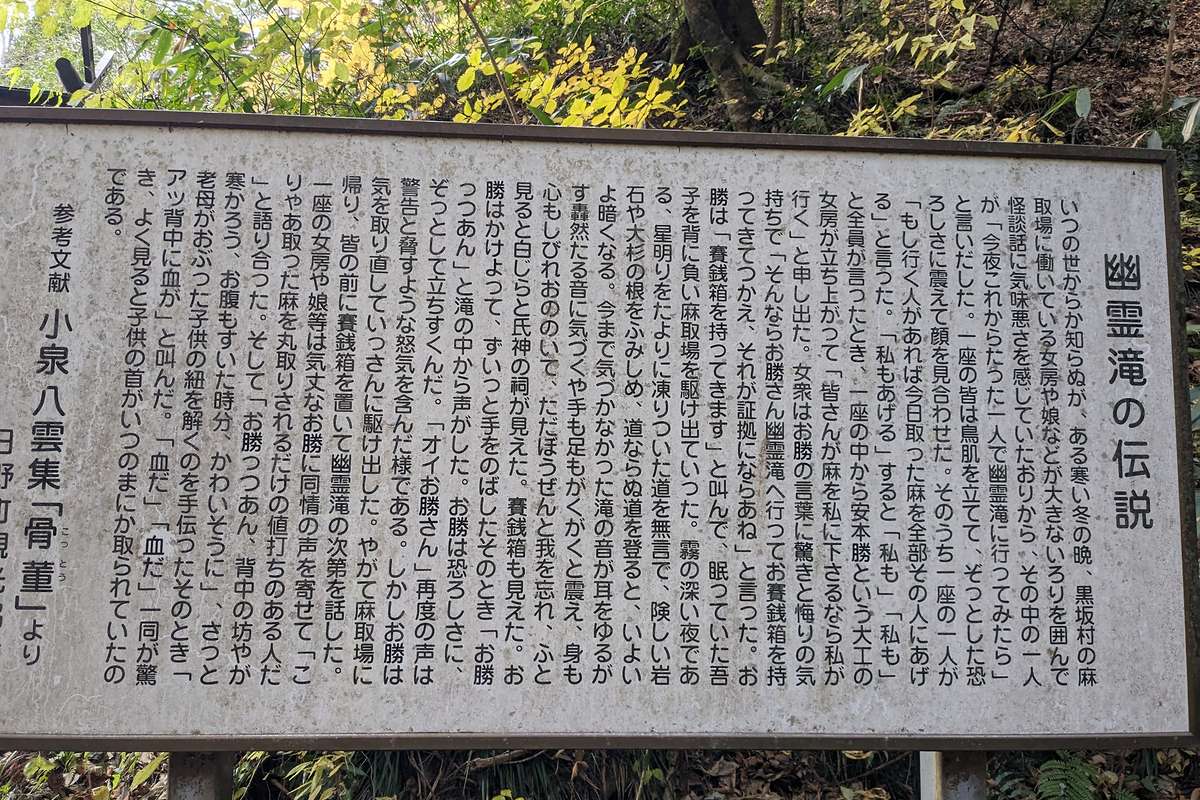 幽霊滝の伝説
いつの世からか知らぬが、ある寒い冬の晩、黒坂村の麻
取場に働いている女房や娘などが大きないろりを囲んで
怪談話に気味悪さを感じていたおりから、その中の一人
が「今夜これからたった一人で幽霊滝に行ってみたら」
と言いだした。一座の皆は鳥肌を立てて、ぞっとした恐
ろしさに震えて顔を見合わせた。そのうち一座の一人が
「もし行く人があれば今日取った麻を全部その人にあげ
る」と言った。「私もあげる」すると「私も」「私も」
と全員が言ったとき、一座の中から安本勝という大工の
女房が立ち上がって「皆さんが麻を私に下さるなら私が
行く」と申し出た。女衆はお勝の言葉に驚きと悔りの気
持ちで「そんならお勝さん幽霊滝へ行ってお賽銭箱を持
ってきてつかえ、それが証拠にならあね」と言った。お
勝は「賽銭箱を持ってきます」と叫んで、眠っていた吾
子を背に負い麻取場を駆け出ていった。霧の深い夜であ
る、星明りをたよりに凍りついた道を無言で、険しい岩
石や大杉の根をふみしめ、道ならぬ道を登ると、いよい
よ暗くなる。今まで気づかなかった滝の音が耳をゆるが
す轟然たる音に気づくや手も足もがくがくと震え、身も
心もしびれおののいて、ただぼうぜんと我を忘れ、ふと
見ると白じらと氏神の祠が見えた。賽銭箱も見えた。お
勝はかけよって、ずいっと手をのばしたそのとき「お勝
っつあん」と滝の中から声がした。お勝は恐ろしさに、
ぞっとして立ちすくんだ。「オイお勝さん」再度の声は
警告と脅すような怒気を含んだ様である。しかしお勝は
気を取り直していっさんに駆け出した。やがて麻取場に
帰り、皆の前に賽銭箱を置いて幽霊滝の次第を話した。
一座の女房や娘等は気丈なお勝に同情の声を寄せて「こ
りゃあ取った麻を丸取りされるだけの値打ちのある人だ
」と語り合った。そして「お勝っつあん、背中の坊やが
寒かろう、お腹もすいた時分、かわいそうに」、さっと
老母がおぶった子供の紐を解くのを手伝ったそのとき「
アッ背中に血が」と叫んだ。「血だ」「血だ」一同が驚
き、よく見ると子供の首がいつのまにか取られていたの
である。
参考文献 小泉八雲集「骨董」より
こっとう
日野町観光